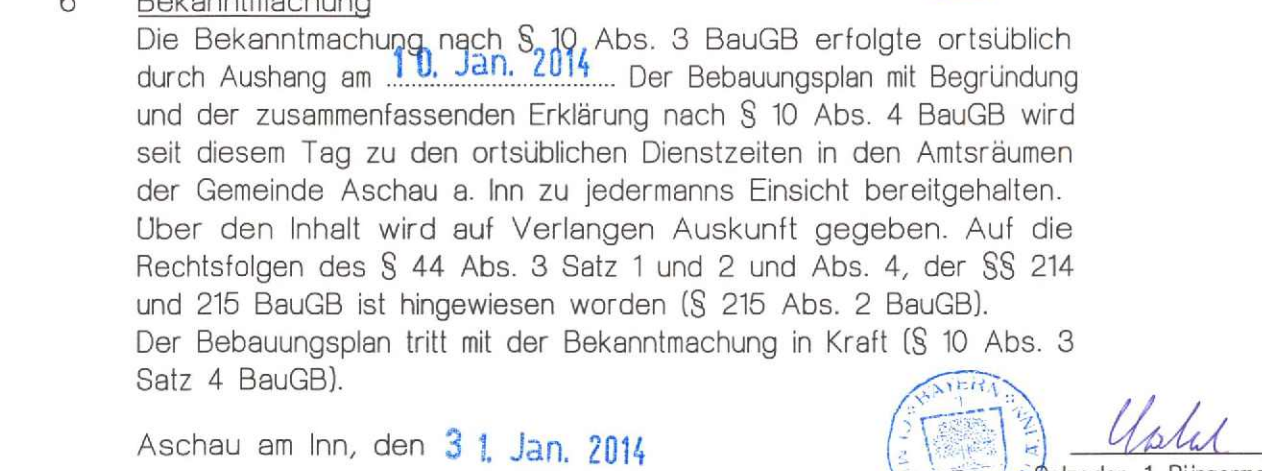 6 Bekanntmachung
Die Bekanntmachung nach § 10 Abs. 3 BauGB erfolgte ortsüblich
durch Aushang am 10. Jan. 2014 Der Bebauungsplan mit Begründung
und der zusammenfassenden Erklärung nach § 10 Abs. 4 BauGB wird
seit diesem Tag zu den ortsüblichen Dienstzeiten in den Amtsräumen
der Gemeinde Aschau a. Inn zu jedermanns Einsicht bereitgehalten.
Über den Inhalt wird auf Verlangen Auskunft gegeben. Auf die
Rechtsfolgen des § 44 Abs. 3 Satz 1 und 2 und Abs. 4, der §§ 214
und 215 BauGB ist hingewiesen worden (§ 215 Abs. 2 BauGB).
Der Bebauungsplan tritt mit der Bekanntmachung in Kraft (§ 10 Abs. 3
Satz 4 BauGB).
BAYERN
Aschau am Inn, den 31. Jan. 2014